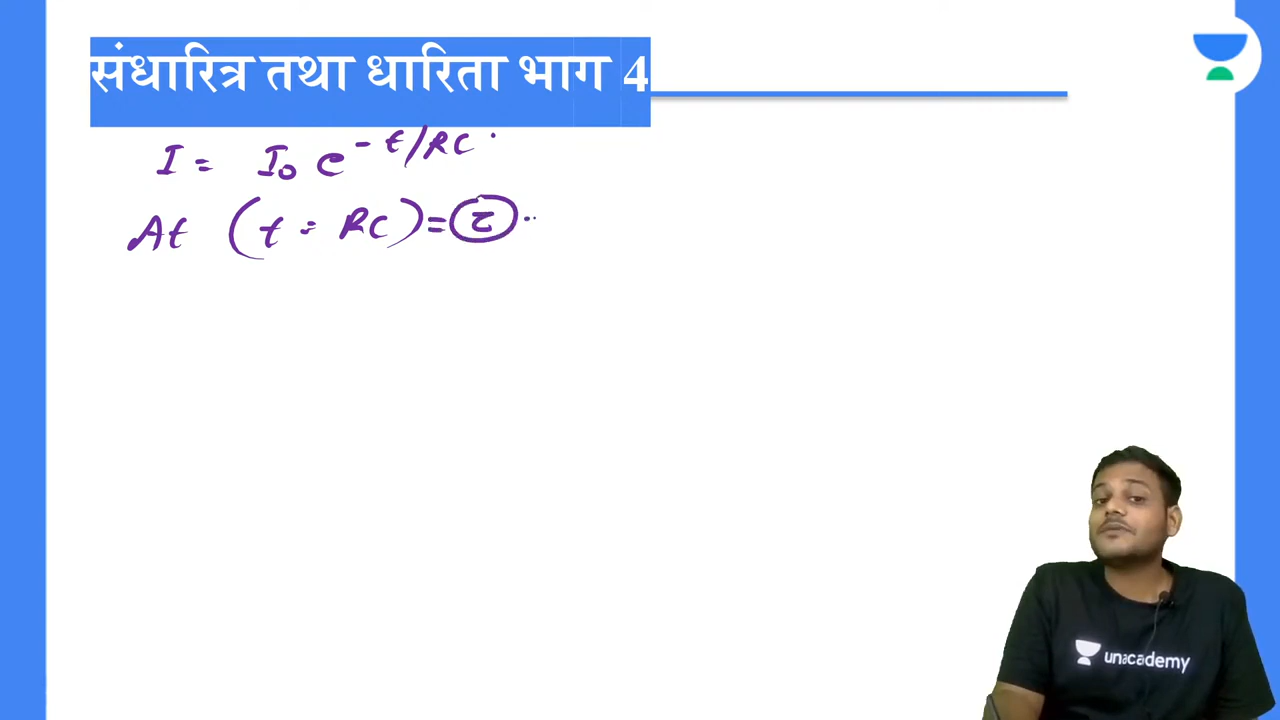 संधारित्र तथा धारिता भाग 4
I = I₀ e^{-t/RC}
At (t = RC) = τ
unacademy